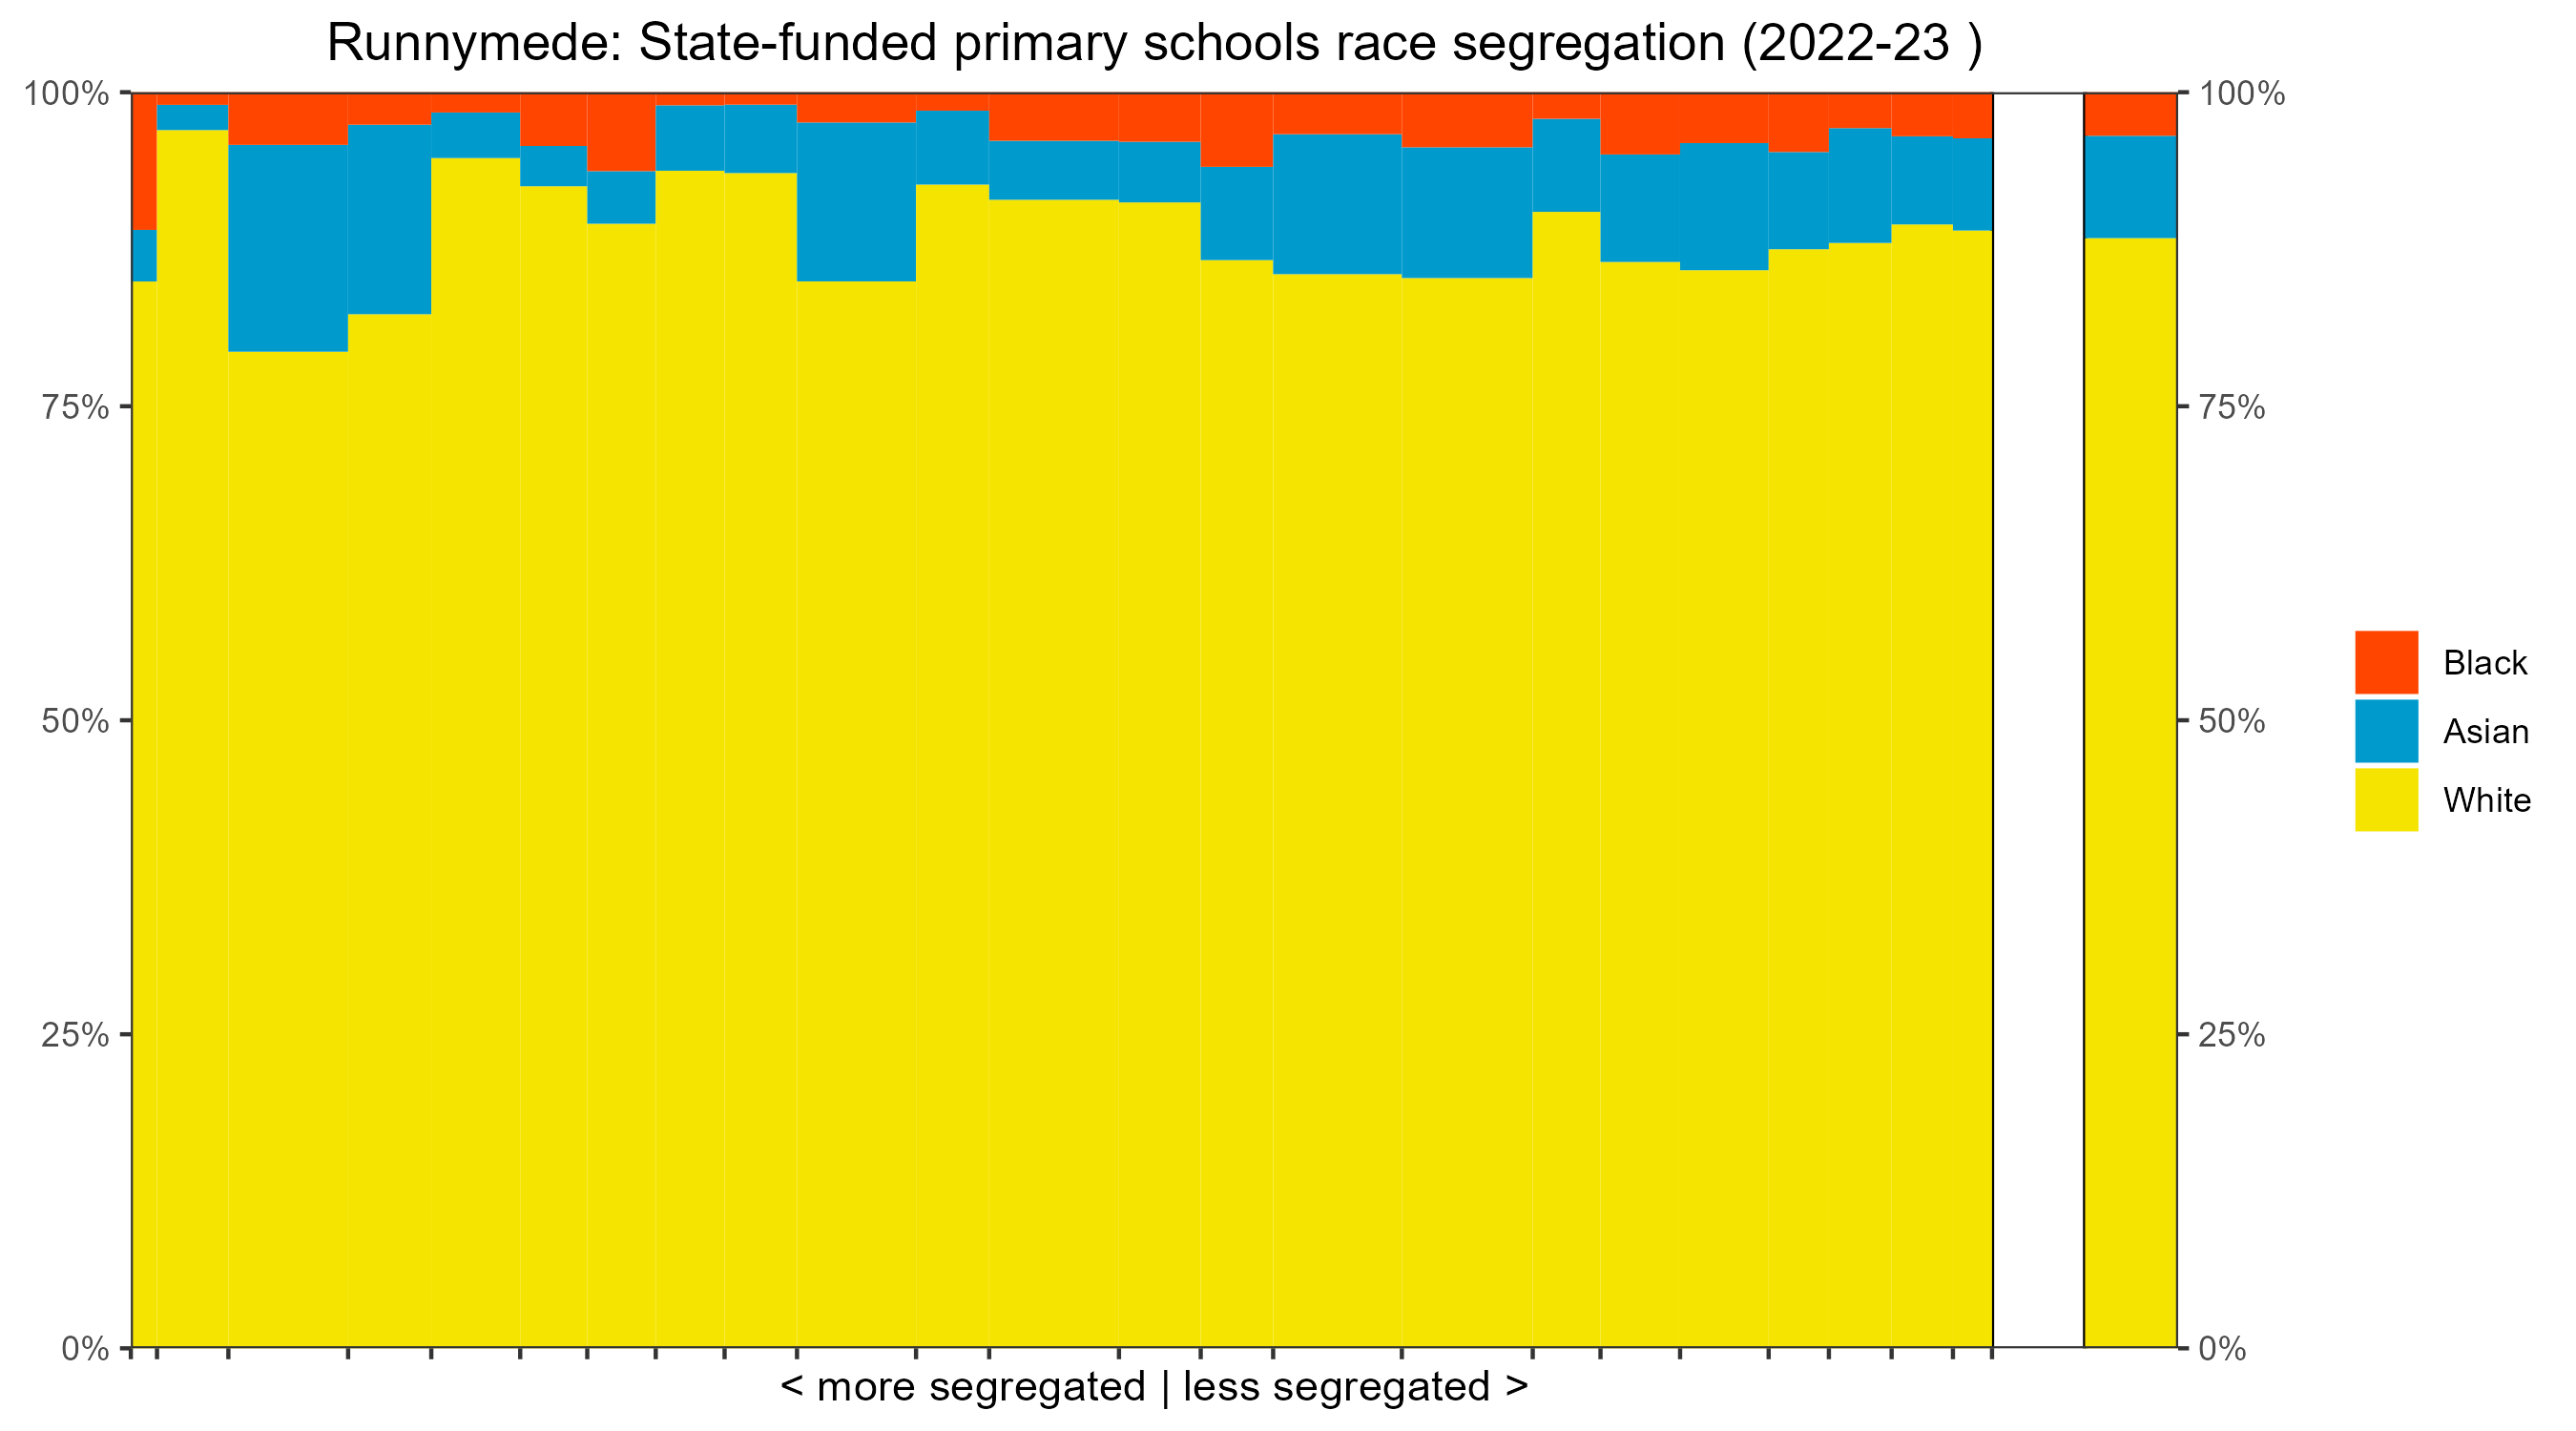 Runnymede: State-funded primary schools race segregation (2022-23 )
100%
75%
50%
25%
0%
100%
75%
50%
25%
0%
Black
Asian
White
< more segregated | less segregated >